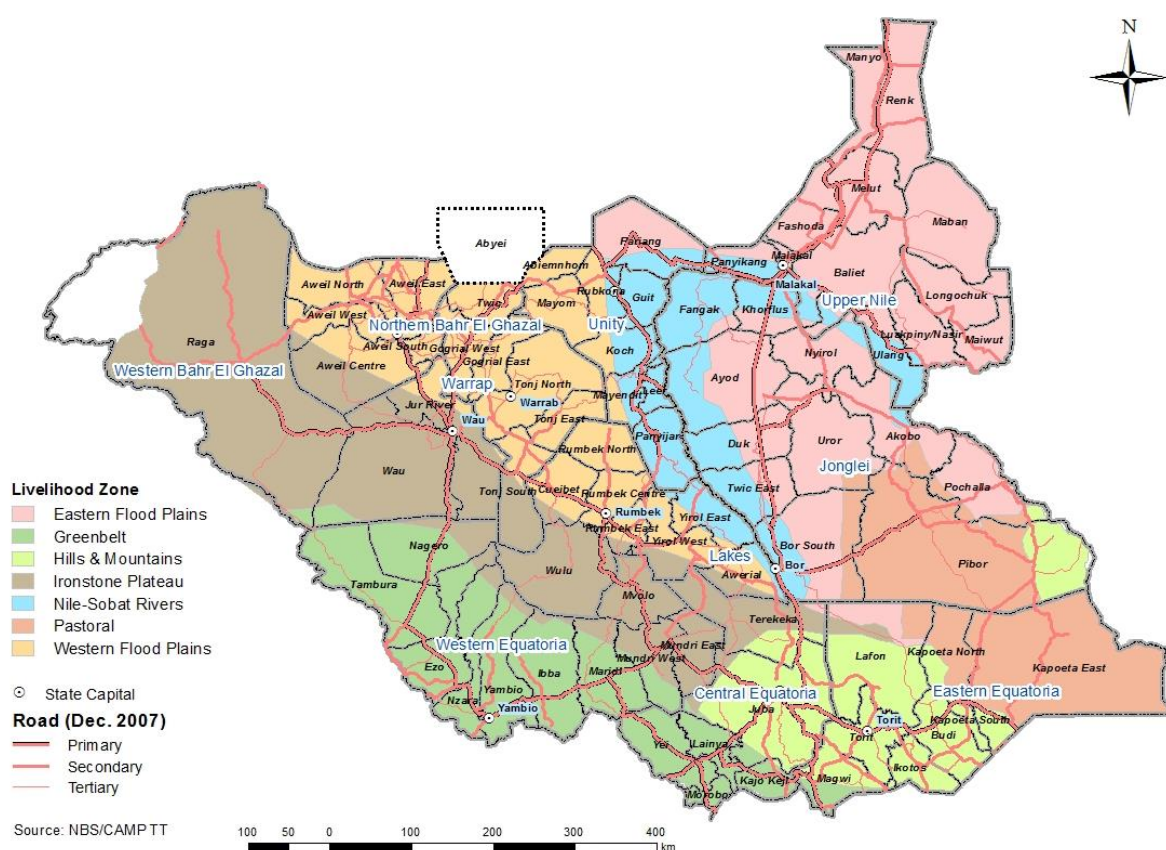 N
Manyo
Renk
Melut
Maban
Fashoda
Abyei
Pariang
Panyikang
Malakal
Malakal
Baliet
Abiemnhom
Aweil North
Aweil East
Twic
Mayom
Rubkona
Guit
Fangak
Khorflus
Upper Nile
Longochuk
Aweil West
Northern Bahr El Ghazal
Unity
Luakpiny/Nasir
Maiwut
Raga
Aweil South
Gogrial West
Koch
Nyirol
Ulang
Western Bahr El Ghazal
Aweil Centre
Gogrial East
Warrap
Tonj North
Mayendit
Leer
Ayod
Jur River
Warrab
Wau
Tonj East
Panyijar
Duk
Uror
Akobo
Rumbek North
Jonglei
Wau
Tonj South
Cueibet
Rumbek Centre
Twic East
Pochalla
Rumbek
Rumbek East
Yirol East
Yirol West
Bor South
Nagero
Lakes
Bor
Pibor
Tambura
Wulu
Awerial
Mvolo
Terekeka
Western Equatoria
Mundri East
Mundri West
Lafon
Kapoeta North
Kapoeta East
Ezo
Ibba
Maridi
Yambio
Nzara
Yambio
Central Equatoria
Juba
Eastern Equatoria
Torit
Torit
Kapoeta South
Budi
Yei
Lainya
Ikotos
Kajo Keji
Magwi
Morobo
Livelihood Zone
Eastern Flood Plains
Greenbelt
Hills & Mountains
Ironstone Plateau
Nile-Sobat Rivers
Pastoral
Western Flood Plains
State Capital
Road (Dec. 2007)
Primary
Secondary
Tertiary
Source: NBS/CAMP TT
100 50 0 100 200 300 400
km